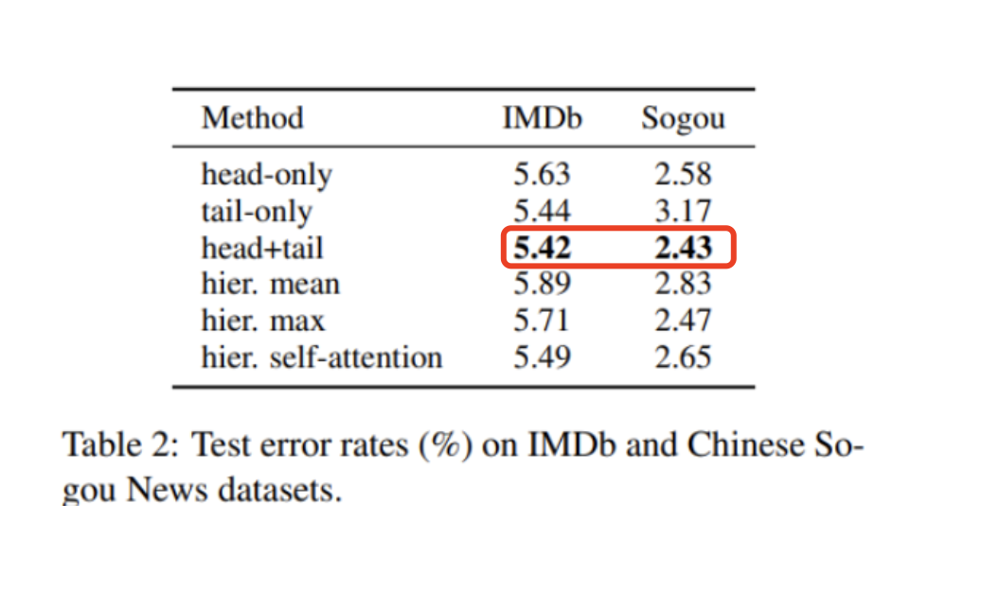 Method IMDb Sogou
head-only 5.63 2.58
tail-only 5.44 3.17
head+tail 5.42 2.43
hier. mean 5.89 2.83
hier. max 5.71 2.47
hier. self-attention 5.49 2.65
Table 2: Test error rates (%) on IMDb and Chinese So-
gou News datasets.